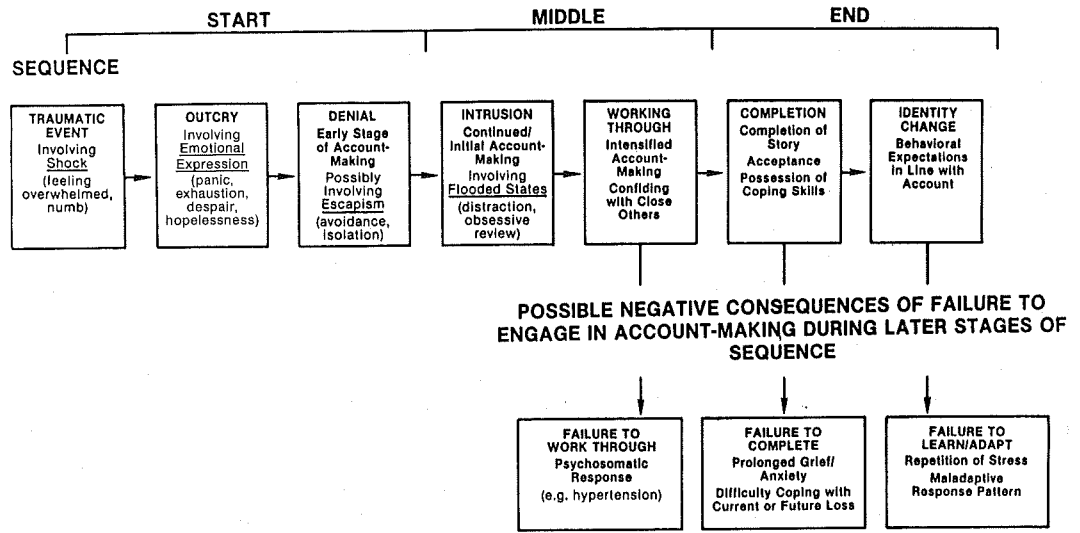 START
MIDDLE
END
SEQUENCE
TRAUMATIC
EVENT
Involving
Shock
(feeling
overwhelmed,
numb)
OUTCRY
Involving
Emotional
Expression
(panic,
exhaustion,
despair,
hopelessness)
DENIAL
Early Stage
of Account-
Making
Possibly
Involving
Escapism
(avoidance,
isolation)
INTRUSION
Continued/
Initial Account-
Making
Involving
Flooded States
(distraction,
obsessive
review)
WORKING
THROUGH
Intensified
Account-
Making
Confiding
with Close
Others
COMPLETION
Completion of
Story
Acceptance
Possession of
Coping Skills
IDENTITY
CHANGE
Behavioral
Expectations
in Line with
Account
POSSIBLE NEGATIVE CONSEQUENCES OF FAILURE TO
ENGAGE IN ACCOUNT-MAKING DURING LATER STAGES OF
SEQUENCE
FAILURE TO
WORK THROUGH
Psychosomatic
Response
(e.g. hypertension)
FAILURE TO
COMPLETE
Prolonged Grief/
Anxiety
Difficulty Coping with
Current or Future Loss
FAILURE TO
LEARN/ADAPT
Repetition of Stress
Maladaptive
Response Pattern